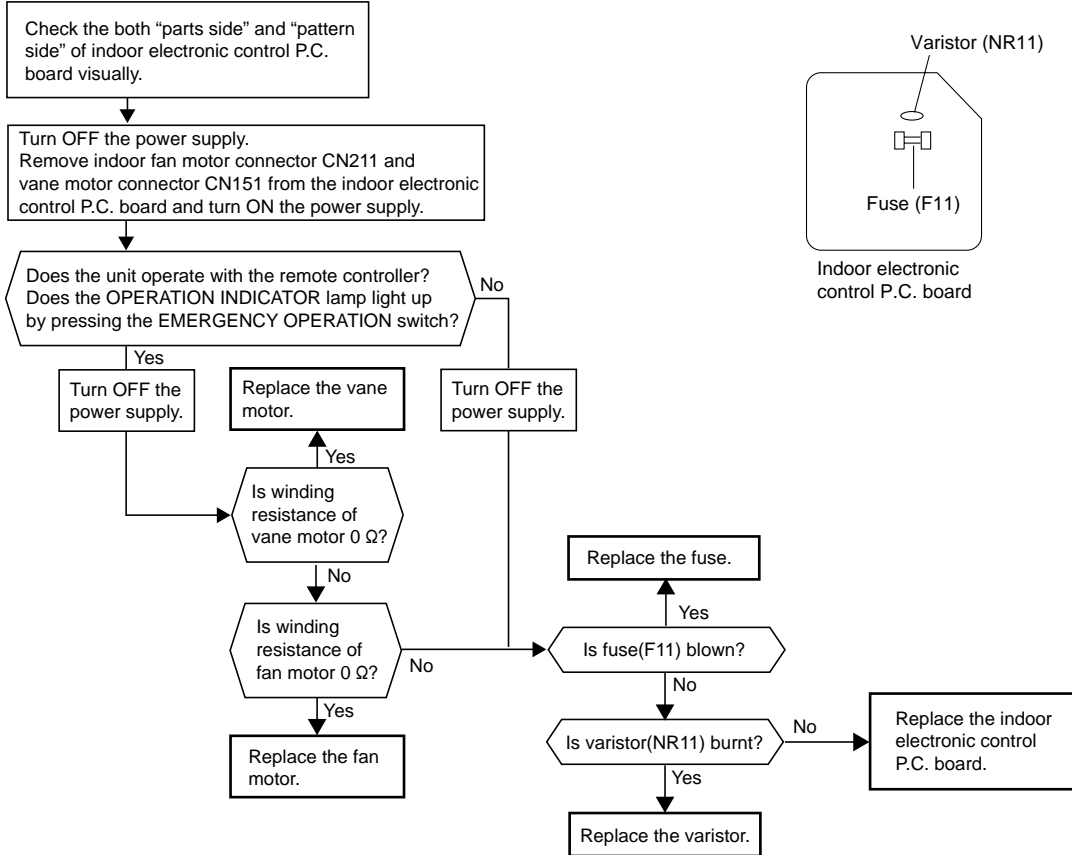 Check the both “parts side” and “pattern
side” of indoor electronic control P.C.
board visually.
Turn OFF the power supply.
Remove indoor fan motor connector CN211 and
vane motor connector CN151 from the indoor electronic
control P.C. board and turn ON the power supply.
Does the unit operate with the remote controller?
Does the OPERATION INDICATOR lamp light up
by pressing the EMERGENCY OPERATION switch?
No
Yes
Turn OFF the
power supply.
Replace the vane
motor.
Turn OFF the
power supply.
Yes
Is winding
resistance of
vane motor 0 Ω?
No
Is winding
resistance of
fan motor 0 Ω?
No
Yes
Replace the fan
motor.
Replace the fuse.
Yes
Is fuse(F11) blown?
No
Is varistor(NR11) burnt?
No
Yes
Replace the indoor
electronic control
P.C. board.
Replace the varistor.
Varistor (NR11)
Fuse (F11)
Indoor electronic
control P.C. board